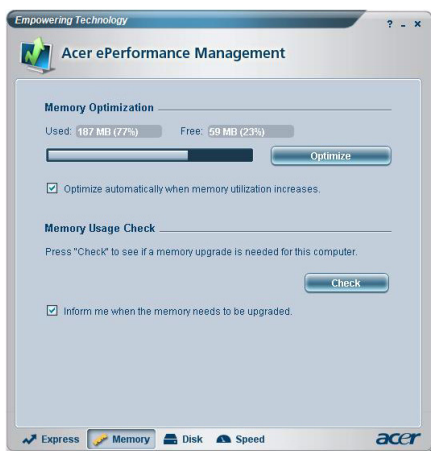 Empowering Technology
? - ×
Acer ePerformance Management
Memory Optimization
Used: 187 MB (77%) Free: 59 MB (23%)
Optimize
Optimize automatically when memory utilization increases.
Memory Usage Check
Press "Check" to see if a memory upgrade is needed for this computer.
Check
Inform me when the memory needs to be upgraded.
Express Memory Disk Speed acer